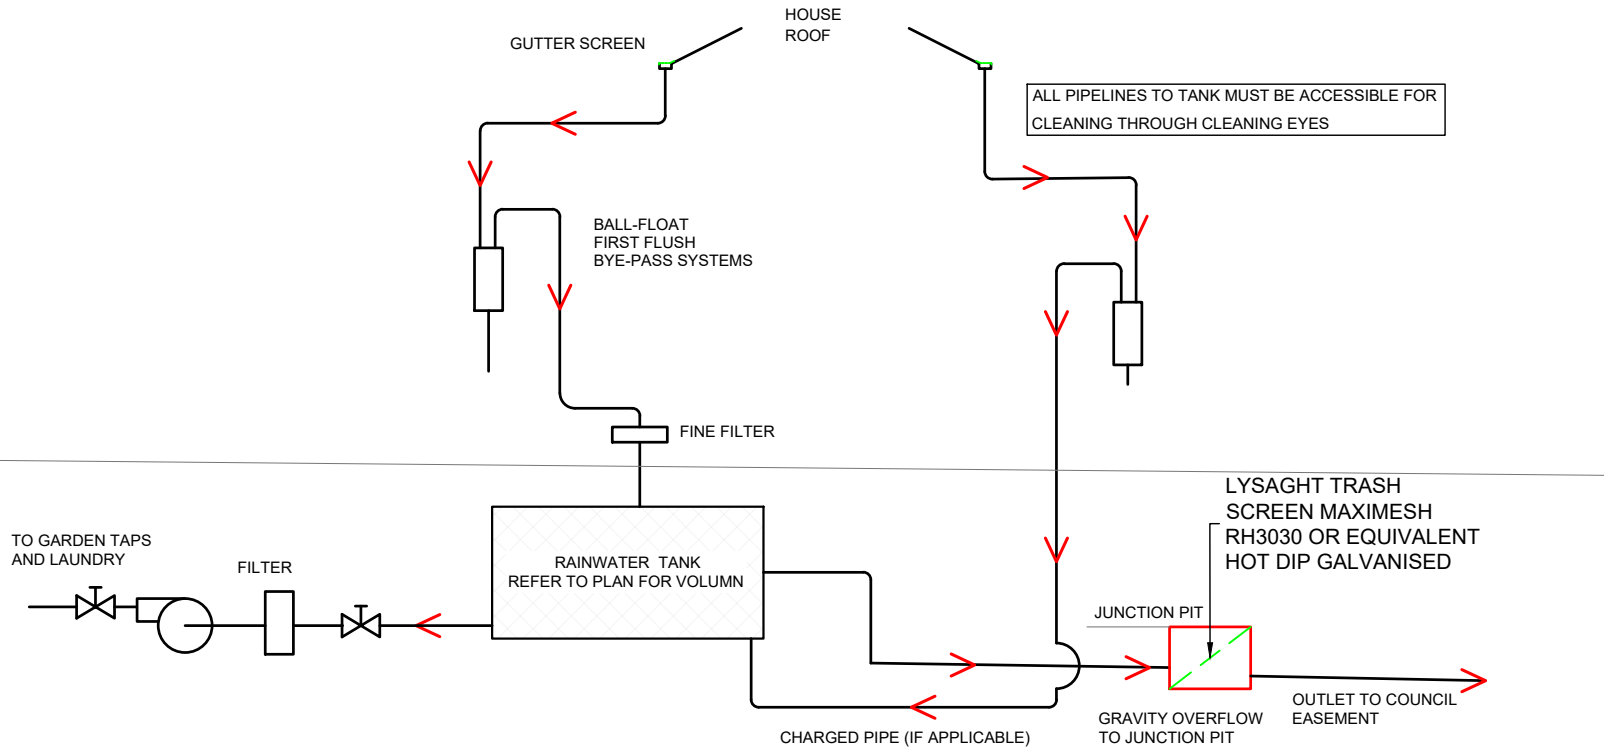 HOUSE
ROOF
GUTTER SCREEN
ALL PIPELINES TO TANK MUST BE ACCESSIBLE FOR
CLEANING THROUGH CLEANING EYES
BALL-FLOAT
FIRST FLUSH
BYE-PASS SYSTEMS
FINE FILTER
LYSAGHT TRASH
SCREEN MAXIMESH
RH3030 OR EQUIVALENT
HOT DIP GALVANISED
TO GARDEN TAPS
AND LAUNDRY
FILTER
RAINWATER TANK
REFER TO PLAN FOR VOLUMN
JUNCTION PIT
OUTLET TO COUNCIL
EASEMENT
GRAVITY OVERFLOW
TO JUNCTION PIT
CHARGED PIPE (IF APPLICABLE)